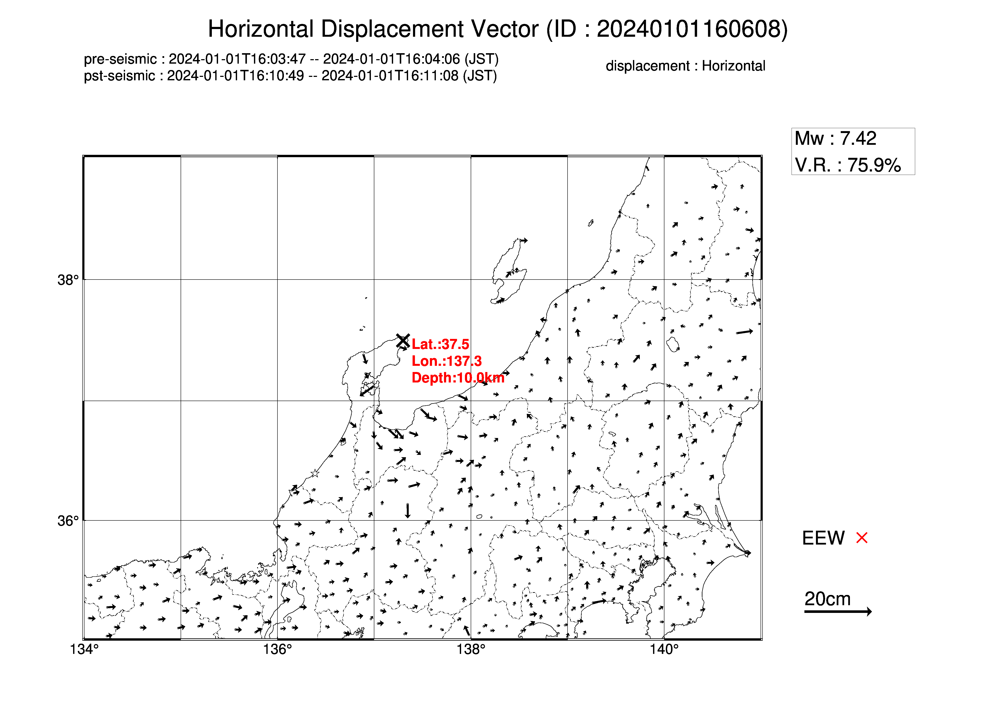 Horizontal Displacement Vector (ID : 20240101160608)
pre-seismic : 2024-01-01T16:03:47 -- 2024-01-01T16:04:06 (JST)
pst-seismic : 2024-01-01T16:10:49 -- 2024-01-01T16:11:08 (JST)
displacement : Horizontal
Mw : 7.42
V.R. : 75.9%
38°
Lat.:37.5
Lon.:137.3
Depth:10.0km
36°
EEW
20cm
134°
136°
138°
140°